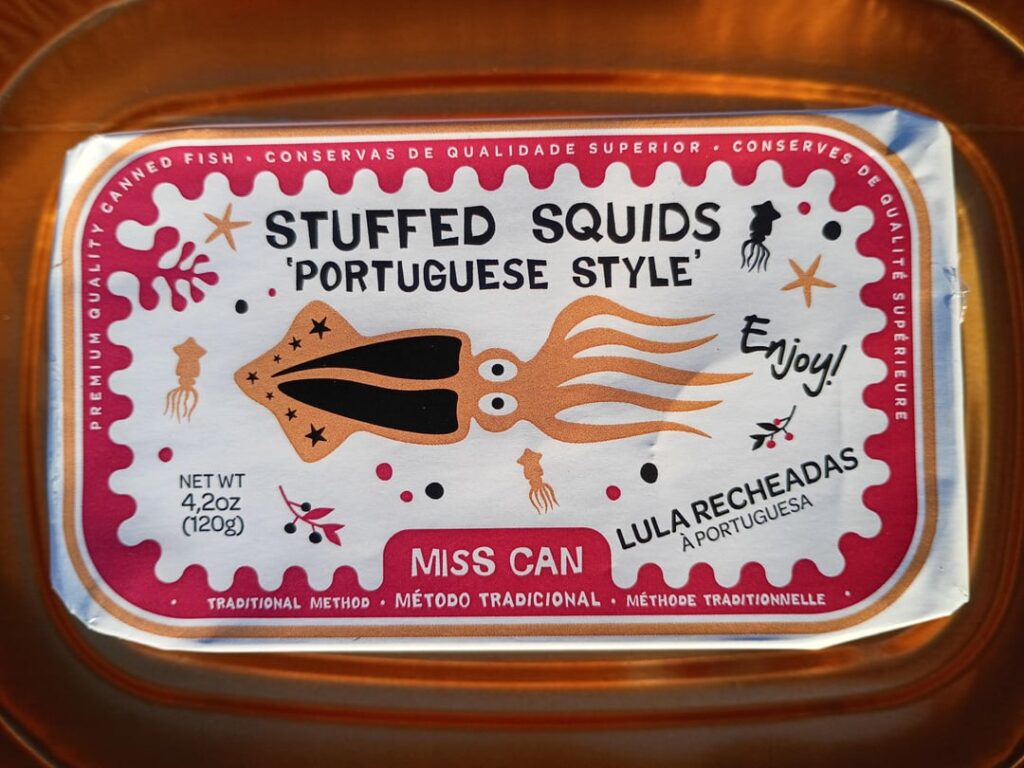 PREMIUM QUALITY CANNED FISH • CONSERVAS DE QUALIDADE SUPERIOR • CONSERVES DE QUALITÉ SUPÉRIEURE
STUFFED SQUIDS
'PORTUGUESE STYLE'
Enjoy!
NET WT
4,2oz
(120g)
LULA RECHEADAS
À PORTUGUESA
MISS CAN
• TRADITIONAL METHOD • MÉTODO TRADICIONAL • MÉTHODE TRADITIONNELLE •